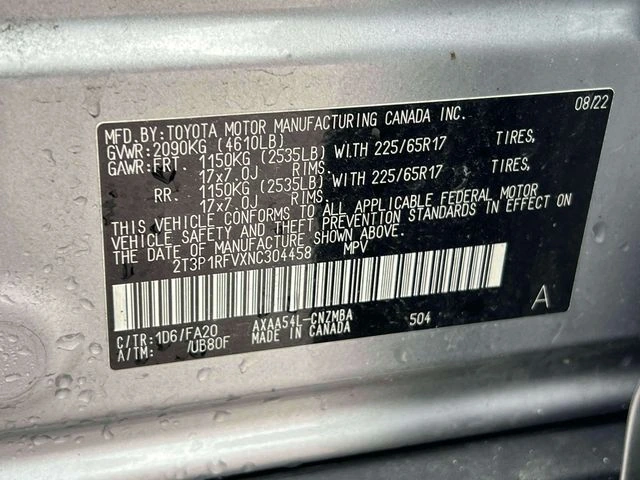 08/22
MFD.BY:TOYOTA MOTOR MANUFACTURING CANADA INC.
GVWR:2090KG (4610LB)
GAWR:FRT. 1150KG (2535LB) WITH 225/65R17 TIRES,
17x7.0J RIMS.
RR. 1150KG (2535LB) WITH 225/65R17 TIRES,
17x7.0J RIMS.
THIS VEHICLE CONFORMS TO ALL APPLICABLE FEDERAL MOTOR
VEHICLE SAFETY AND THEFT PREVENTION STANDARDS IN EFFECT ON
THE DATE OF MANUFACTURE SHOWN ABOVE.
2T3P1RFVXNC304458 MPV
A
C/TR:1D6/FA20 AXAA54L-CNZMBA 504
A/TM: /UB80F MADE IN CANADA